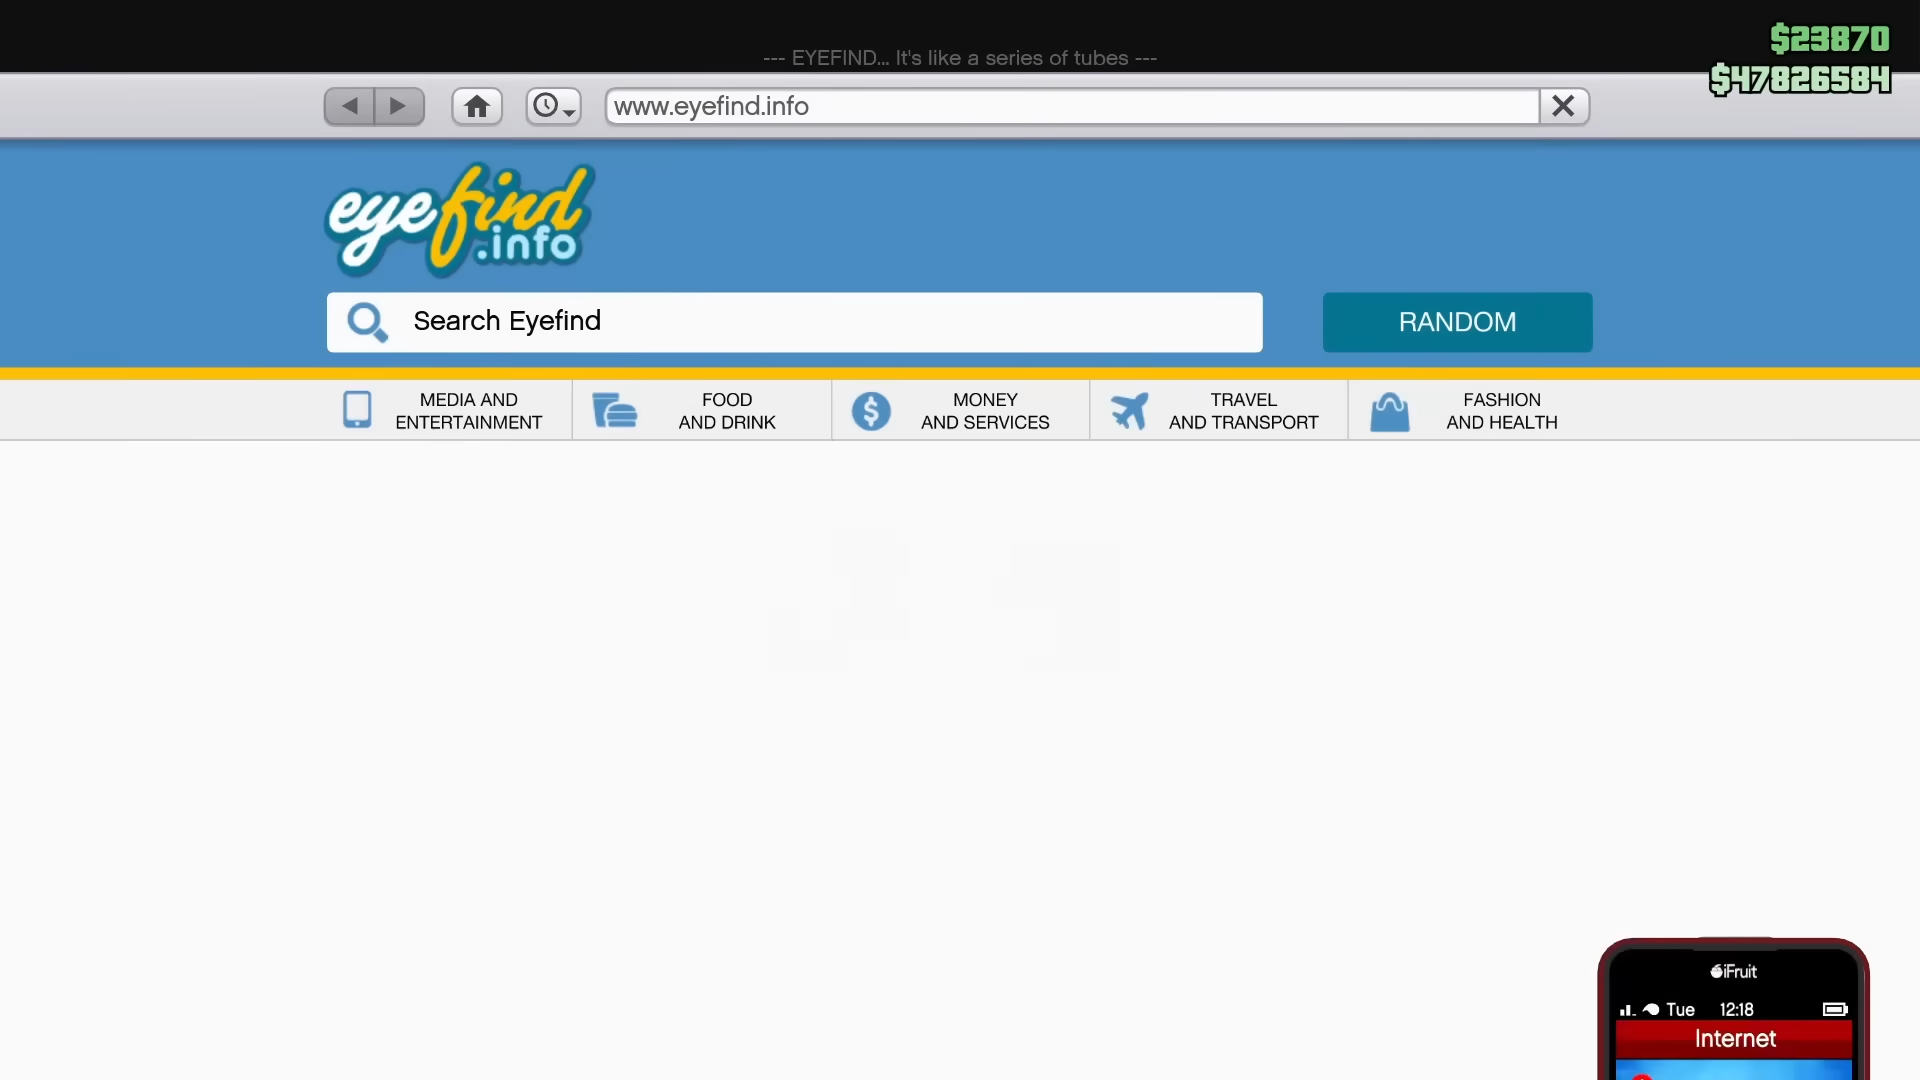 $23870
--- EYEFIND... It's like a series of tubes ---
$47826584
www.eyefind.info
eyefind
.info
Search Eyefind
RANDOM
MEDIA AND
ENTERTAINMENT
FOOD
AND DRINK
MONEY
AND SERVICES
TRAVEL
AND TRANSPORT
FASHION
AND HEALTH
iFruit
Tue 12:18
Internet